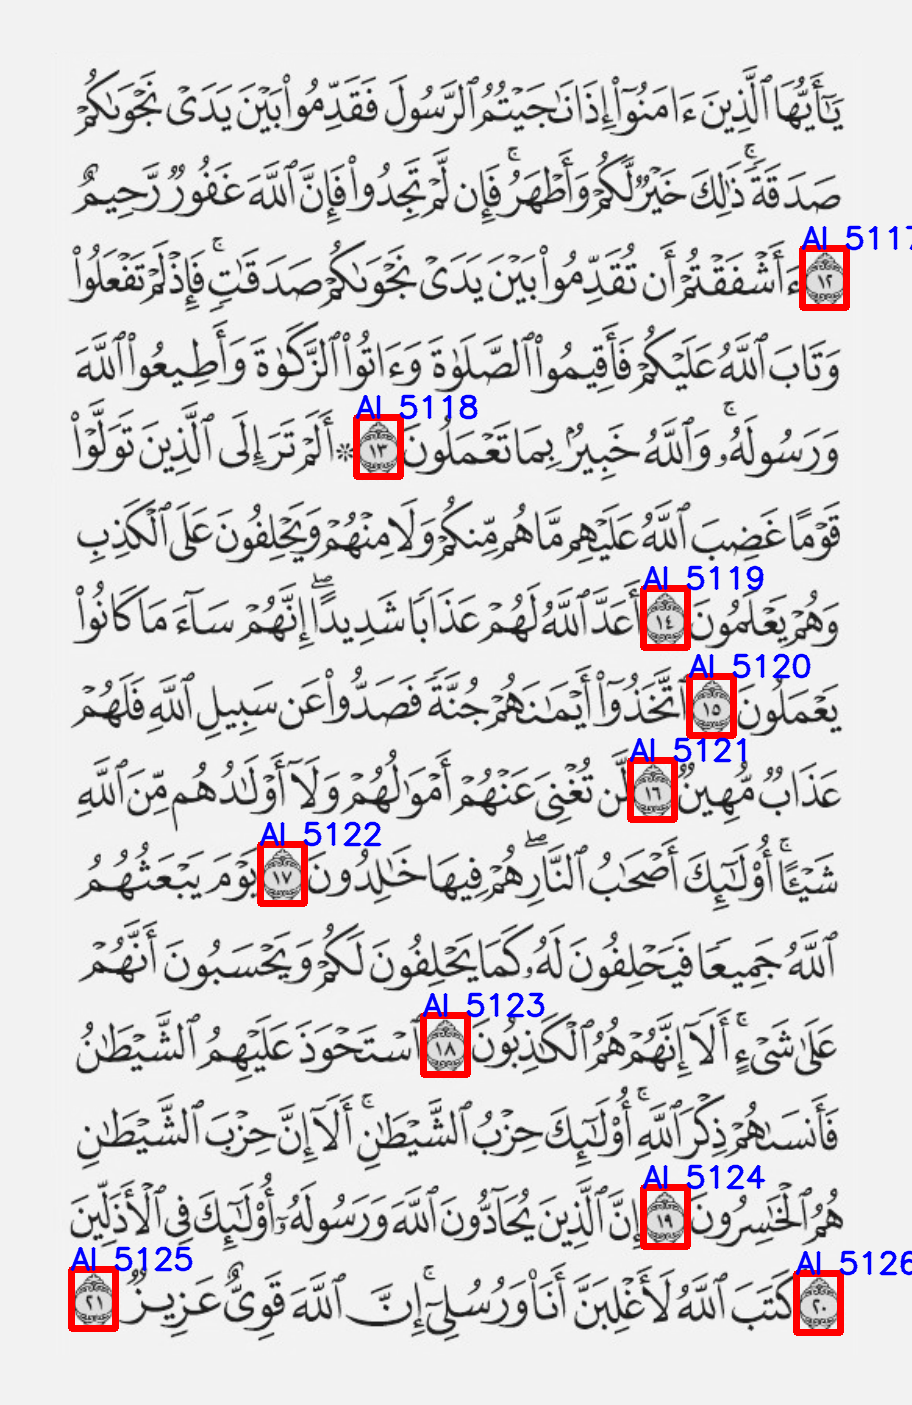 يَـٰٓأَيُّهَا ٱلَّذِينَ ءَامَنُوٓا۟ إِذَا نَـٰجَيْتُمُ ٱلرَّسُولَ فَقَدِّمُوا۟ بَيْنَ يَدَىْ نَجْوَىٰكُمْ
صَدَقَةً ۚ ذَٰلِكَ خَيْرٌ لَّكُمْ وَأَطْهَرُ ۚ فَإِن لَّمْ تَجِدُوا۟ فَإِنَّ ٱللَّهَ غَفُورٌ رَّحِيمٌ
AI 5117
١٢ ءَأَشْفَقْتُمْ أَن تُقَدِّمُوا۟ بَيْنَ يَدَىْ نَجْوَىٰكُمْ صَدَقَـٰتٍ ۚ فَإِذْ لَمْ تَفْعَلُوا۟
وَتَابَ ٱللَّهُ عَلَيْكُمْ فَأَقِيمُوا۟ ٱلصَّلَوٰةَ وَءَاتُوا۟ ٱلزَّكَوٰةَ وَأَطِيعُوا۟ ٱللَّهَ
AI 5118
وَرَسُولَهُۥ ۚ وَٱللَّهُ خَبِيرٌۢ بِمَا تَعْمَلُونَ ١٣ ۞ أَلَمْ تَرَ إِلَى ٱلَّذِينَ تَوَلَّوْا۟
قَوْمًا غَضِبَ ٱللَّهُ عَلَيْهِم مَّا هُم مِّنكُمْ وَلَا مِنْهُمْ وَيَحْلِفُونَ عَلَى ٱلْكَذِبِ
AI 5119
وَهُمْ يَعْلَمُونَ ١٤ أَعَدَّ ٱللَّهُ لَهُمْ عَذَابًا شَدِيدًا ۖ إِنَّهُمْ سَآءَ مَا كَانُوا۟
AI 5120
يَعْمَلُونَ ١٥ ٱتَّخَذُوٓا۟ أَيْمَـٰنَهُمْ جُنَّةً فَصَدُّوا۟ عَن سَبِيلِ ٱللَّهِ فَلَهُمْ
AI 5121
عَذَابٌ مُّهِينٌ ١٦ لَّن تُغْنِىَ عَنْهُمْ أَمْوَٰلُهُمْ وَلَآ أَوْلَـٰدُهُم مِّنَ ٱللَّهِ
AI 5122
شَيْـًٔا ۚ أُو۟لَـٰٓئِكَ أَصْحَـٰبُ ٱلنَّارِ ۖ هُمْ فِيهَا خَـٰلِدُونَ ١٧ يَوْمَ يَبْعَثُهُمُ
ٱللَّهُ جَمِيعًا فَيَحْلِفُونَ لَهُۥ كَمَا يَحْلِفُونَ لَكُمْ وَيَحْسَبُونَ أَنَّهُمْ
AI 5123
عَلَىٰ شَىْءٍ ۚ أَلَآ إِنَّهُمْ هُمُ ٱلْكَـٰذِبُونَ ١٨ ٱسْتَحْوَذَ عَلَيْهِمُ ٱلشَّيْطَـٰنُ
فَأَنسَىٰهُمْ ذِكْرَ ٱللَّهِ ۚ أُو۟لَـٰٓئِكَ حِزْبُ ٱلشَّيْطَـٰنِ ۚ أَلَآ إِنَّ حِزْبَ ٱلشَّيْطَـٰنِ
AI 5124
هُمُ ٱلْخَـٰسِرُونَ ١٩ إِنَّ ٱلَّذِينَ يُحَآدُّونَ ٱللَّهَ وَرَسُولَهُۥٓ أُو۟لَـٰٓئِكَ فِى ٱلْأَذَلِّينَ
AI 5126 AI 5125
٢٠ كَتَبَ ٱللَّهُ لَأَغْلِبَنَّ أَنَا۠ وَرُسُلِىٓ ۚ إِنَّ ٱللَّهَ قَوِىٌّ عَزِيزٌ ٢١